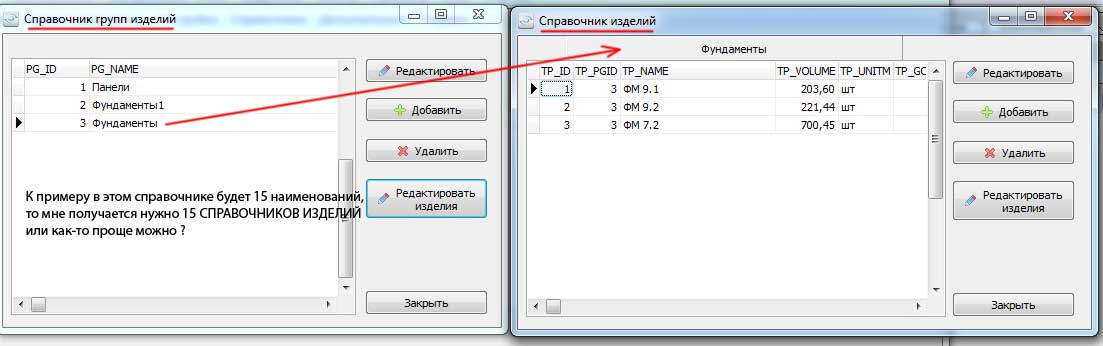 Справочник групп изделий
PG_ID PG_NAME
1 Панели
2 Фундаменты1
3 Фундаменты
Редактировать
Добавить
Удалить
Редактировать
изделия
К примеру в этом справочнике будет 15 наименований,
то мне получается нужно 15 СПРАВОЧНИКОВ ИЗДЕЛИЙ
или как-то проще можно ?
Закрыть
Справочник изделий
Фундаменты
TP_ID TP_PGID TP_NAME TP_VOLUME TP_UNITM TP_GC
1 3 ФМ 9.1 203,60 шт
2 3 ФМ 9.2 221,44 шт
3 3 ФМ 7.2 700,45 шт
Редактировать
Добавить
Удалить
Редактировать
изделия
Закрыть